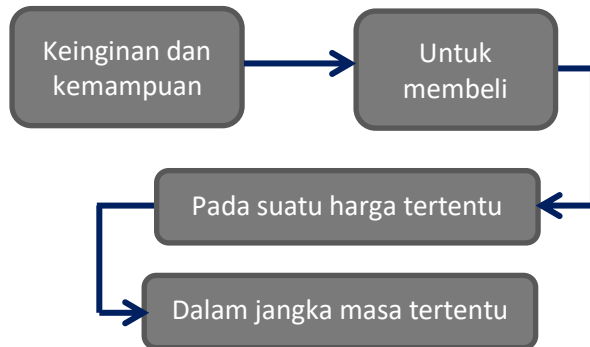 Keinginan dan
kemampuan
Untuk
membeli
Pada suatu harga tertentu
Dalam jangka masa tertentu